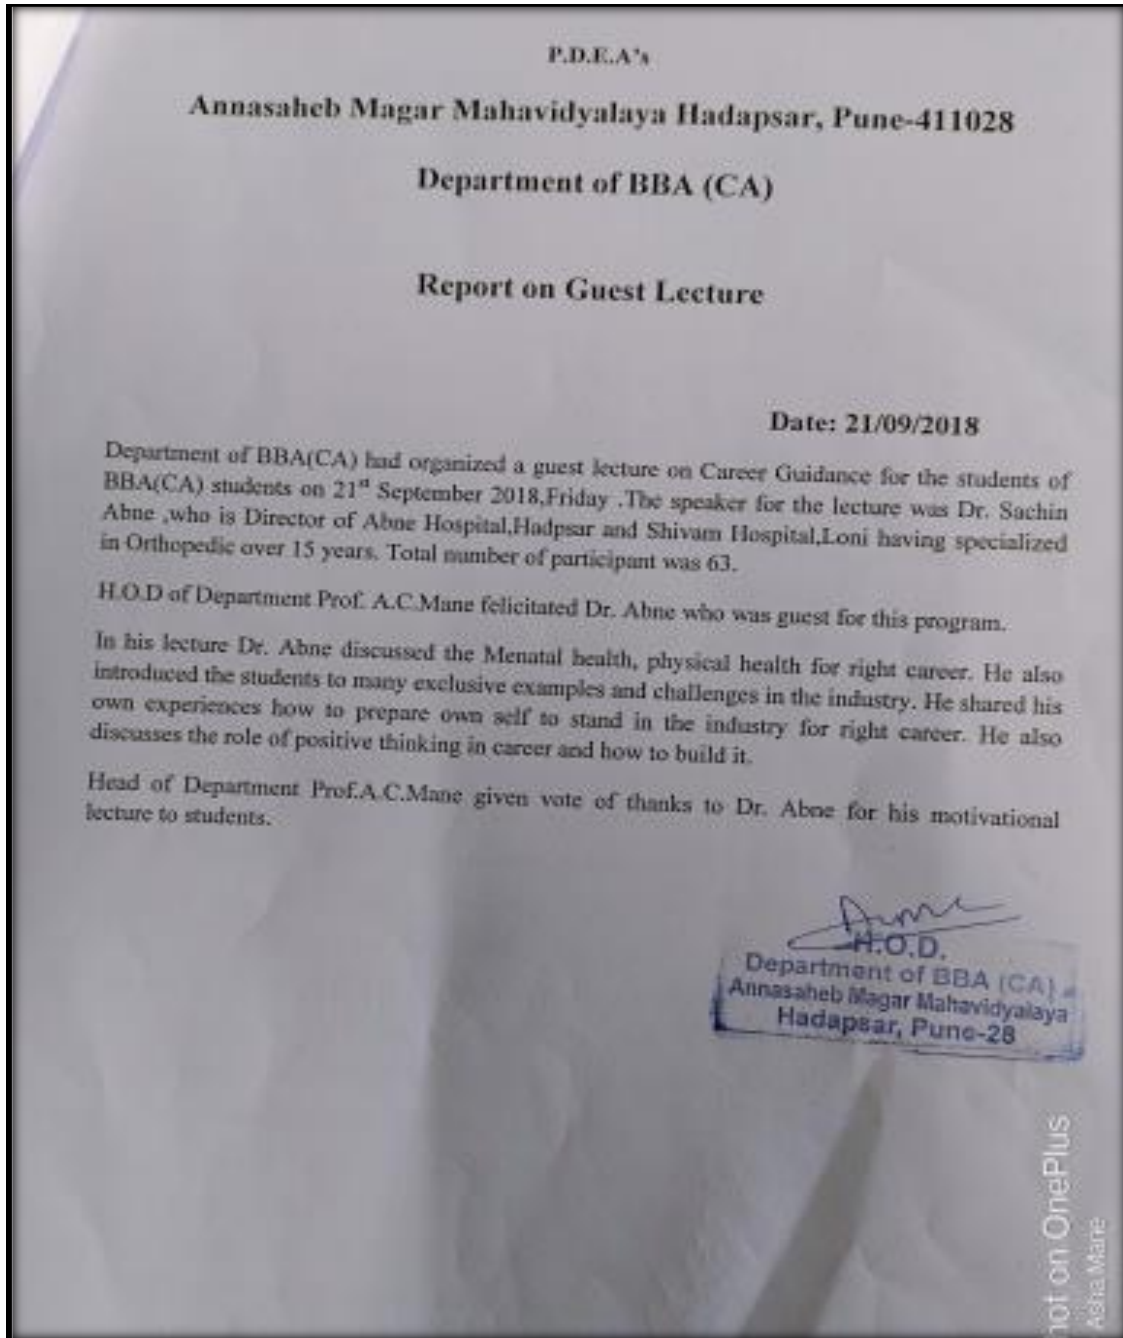 P.D.E.A's
Annasaheb Magar Mahavidyalaya Hadapsar, Pune-411028
Department of BBA (CA)
Report on Guest Lecture
Date: 21/09/2018
Department of BBA(CA) had organized a guest lecture on Career Guidance for the students of
BBA(CA) students on 21st September 2018,Friday .The speaker for the lecture was Dr. Sachin
Abne ,who is Director of Abne Hospital,Hadpsar and Shivam Hospital,Loni having specialized
in Orthopedic over 15 years. Total number of participant was 63.
H.O.D of Department Prof. A.C.Mane felicitated Dr. Abne who was guest for this program.
In his lecture Dr. Abne discussed the Menatal health, physical health for right career. He also
introduced the students to many exclusive examples and challenges in the industry. He shared his
own experiences how to prepare own self to stand in the industry for right career. He also
discusses the role of positive thinking in career and how to build it.
Head of Department Prof.A.C.Mane given vote of thanks to Dr. Abne for his motivational
lecture to students.
H.O.D.
Department of BBA (CA)
Annasaheb Magar Mahavidyalaya
Hadapsar, Pune-28
hot on OnePlus
Asha Mane